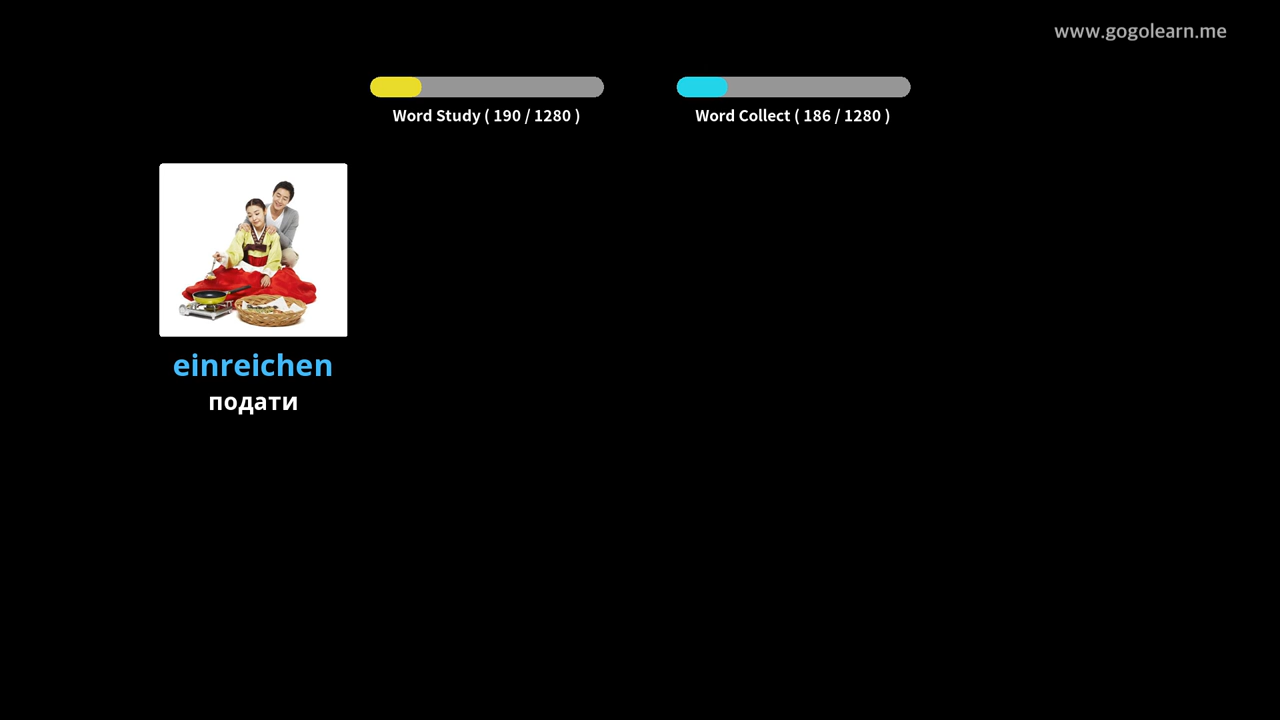 www.gogolearn.me
Word Study ( 190 / 1280 )
Word Collect ( 186 / 1280 )
einreichen
подати